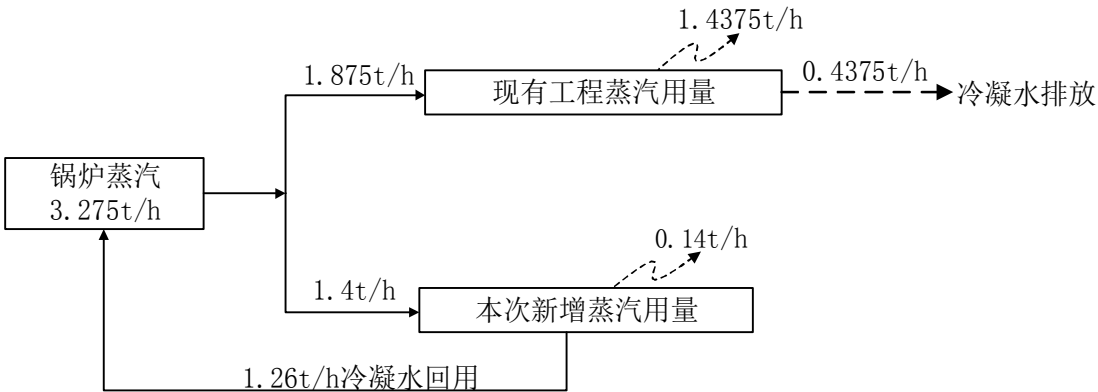 1.4375t/h
1.875t/h
现有工程蒸汽用量
0.4375t/h
冷凝水排放
锅炉蒸汽
3.275t/h
0.14t/h
1.4t/h
本次新增蒸汽用量
1.26t/h冷凝水回用